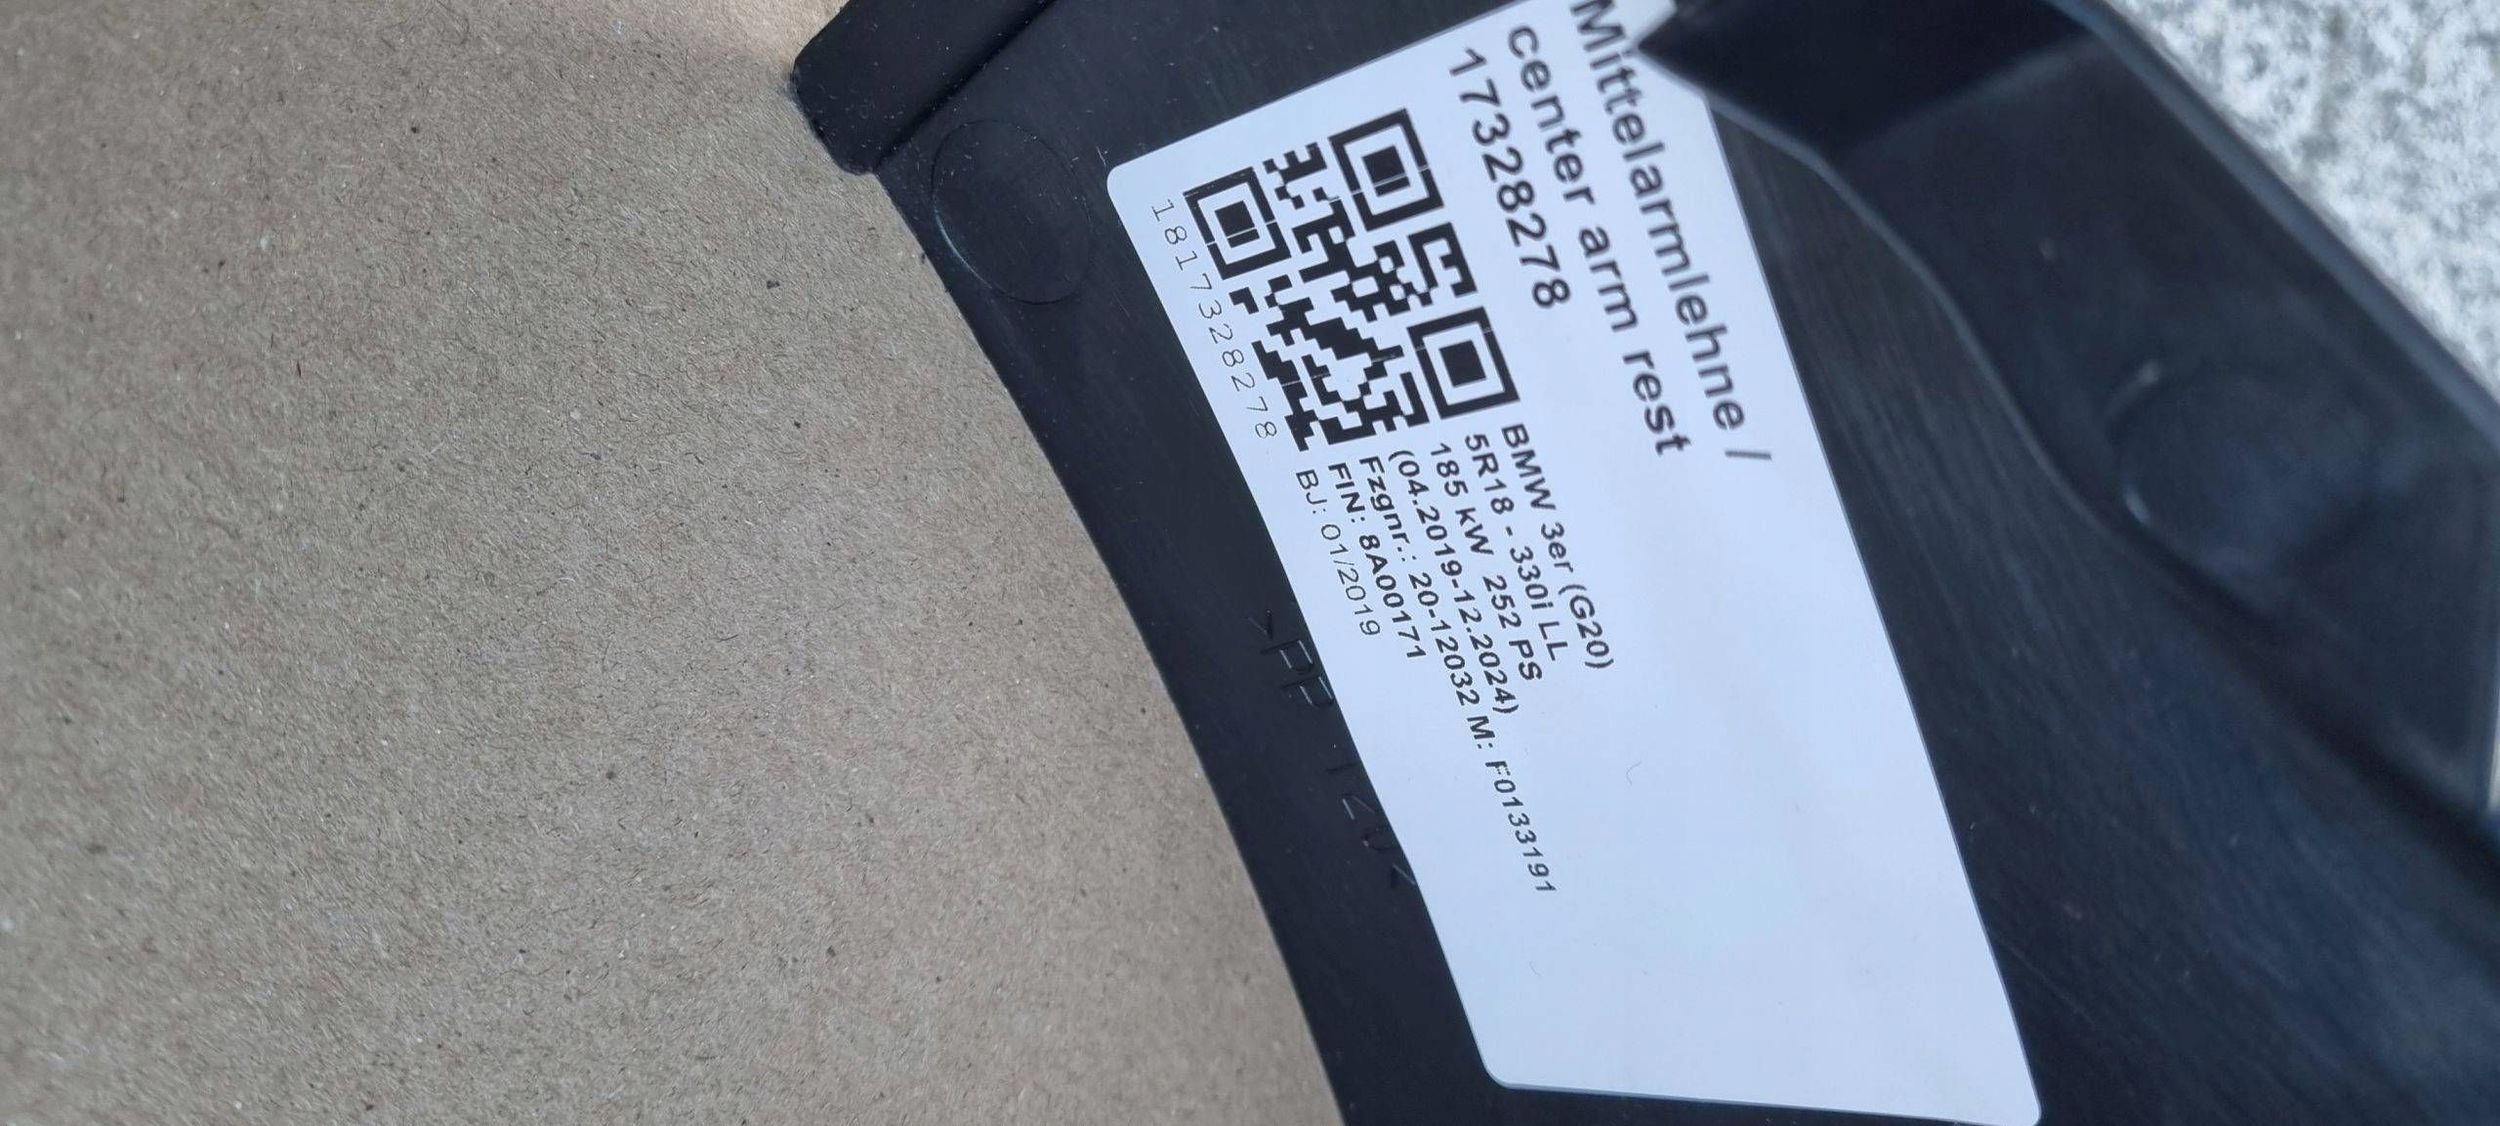 Mittelarmlehne /
center arm rest
17328278
BMW 3er (G20)
5R18 - 330i LL
185 kW 252 PS
(04.2019-12.2024)
Fzgnr.: 20-12032 M: F0133191
FIN: 8A00171
BJ: 01/2019
1817328278
>PP